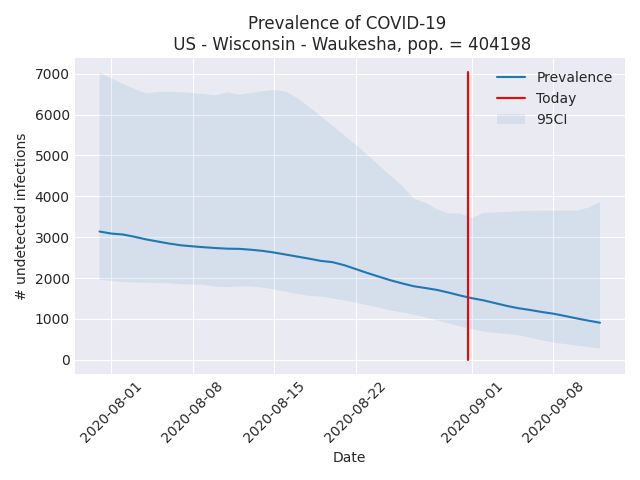 Prevalence of COVID-19
US - Wisconsin - Waukesha, pop. = 404198
7000
6000
5000
4000
3000
2000
1000
0
# undetected infections
Prevalence
Today
95CI
2020-08-01
2020-08-08
2020-08-15
2020-08-22
2020-09-01
2020-09-08
Date